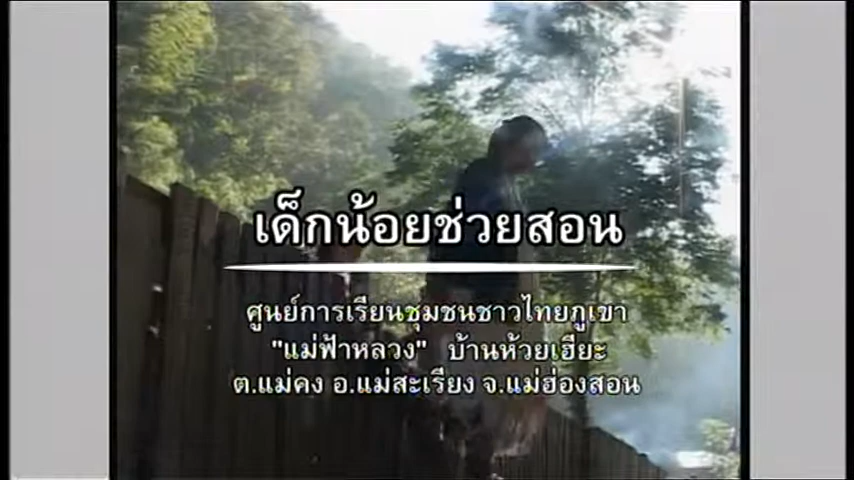 เด็กน้อยช่วยสอน
ศูนย์การเรียนชุมชนชาวไทยภูเขา
"แม่ฟ้าหลวง" บ้านห้วยเฮี๊ยะ
ต.แม่คง อ.แม่สะเรียง จ.แม่ฮ่องสอน